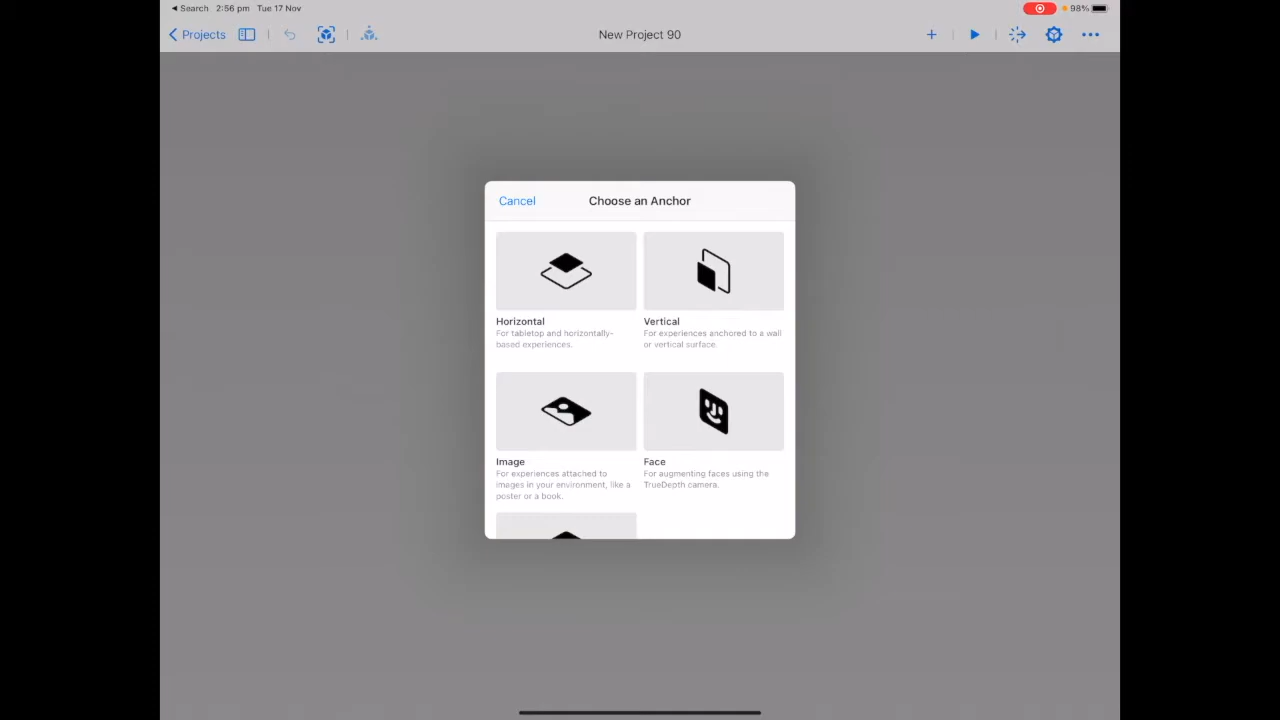 Search 2:56 pm Tue 17 Nov 98%
Projects New Project 90
Cancel Choose an Anchor
Horizontal
For tabletop and horizontally-
based experiences.
Vertical
For experiences anchored to a wall
or vertical surface.
Image
For experiences attached to
images in your environment, like a
poster or a book.
Face
For augmenting faces using the
TrueDepth camera.